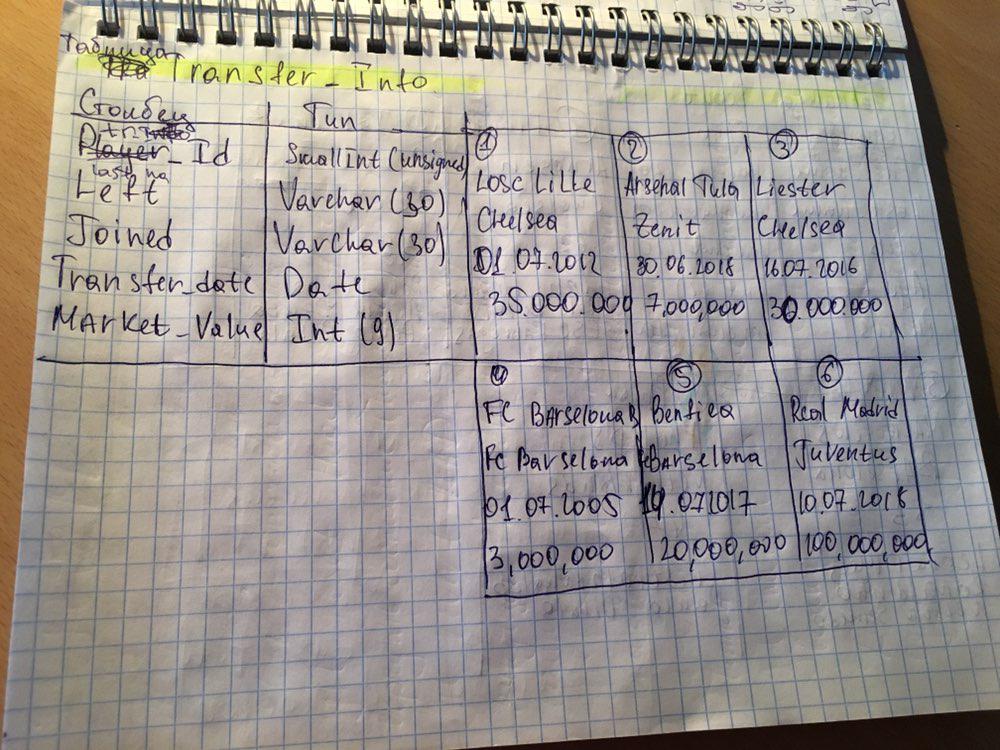 Таблица
Transfer_Info
Столбец Тип
Player_Id SmallInt (unsigned)
Left Varchar (30)
Joined Varchar (30)
Transfer_date Date
Market_Value Int (9)
1
Losc Lille
Chelsea
01.07.2012
35.000.000
2
Arsenal Tula
Zenit
30.06.2018
7,000,000
3
Liester
Chelsea
16.07.2016
30.000.000
4
FC Barselona B
FC Barselona
01.07.2005
3,000,000
5
Benfica
Barselona
14.072017
20,000,000
6
Real Madrid
Juventus
10.07.2018
100,000,000